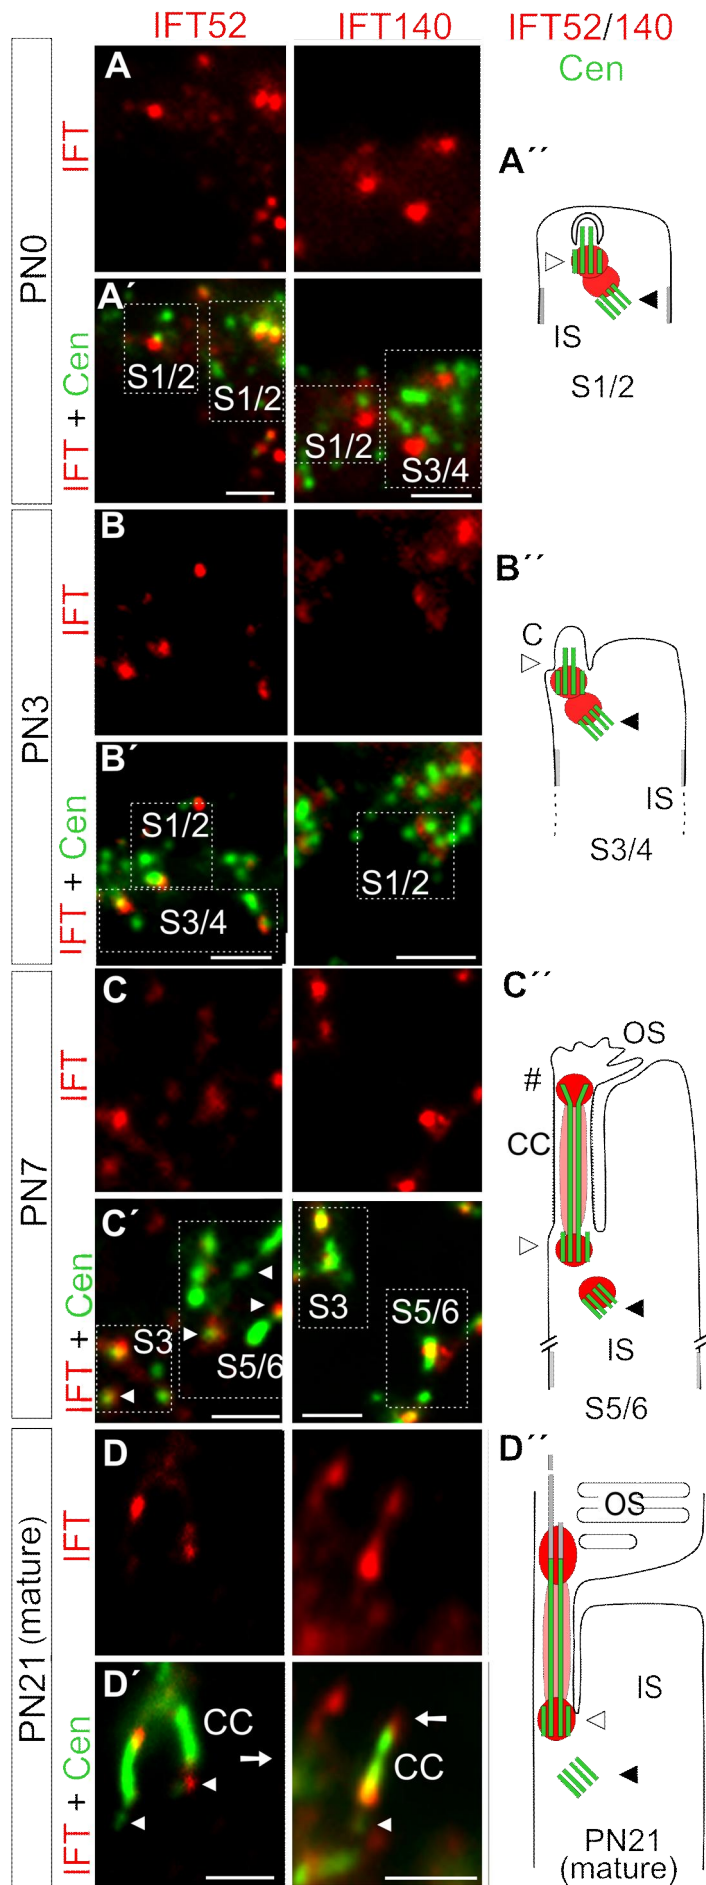 IFT52 IFT140 IFT52/140
Cen
PN0
IFT
A
A´´
IS
S1/2
IFT + Cen
A´
S1/2
S1/2
S1/2
S3/4
PN3
IFT
B
B´´
C
IS
S3/4
IFT + Cen
B´
S1/2
S3/4
S1/2
PN7
IFT
C
C´´
OS
#
CC
IS
S5/6
IFT + Cen
C´
S3
S5/6
S3
S5/6
PN21 (mature)
IFT
D
D´´
OS
IS
PN21
(mature)
IFT + Cen
D´
CC
CC